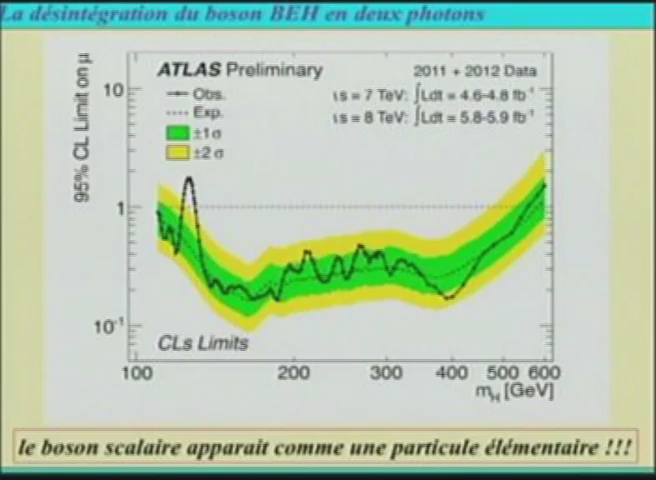 La désintégration du boson BEH en deux photons
ATLAS Preliminary
2011 + 2012 Data
Obs.
Exp.
±1 σ
±2 σ
√s = 7 TeV: ∫Ldt = 4.6-4.8 fb⁻¹
√s = 8 TeV: ∫Ldt = 5.8-5.9 fb⁻¹
95% CL Limit on μ
10
1
10⁻¹
CLs Limits
100 200 300 400 500 600
m_H [GeV]
le boson scalaire apparait comme une particule élémentaire !!!